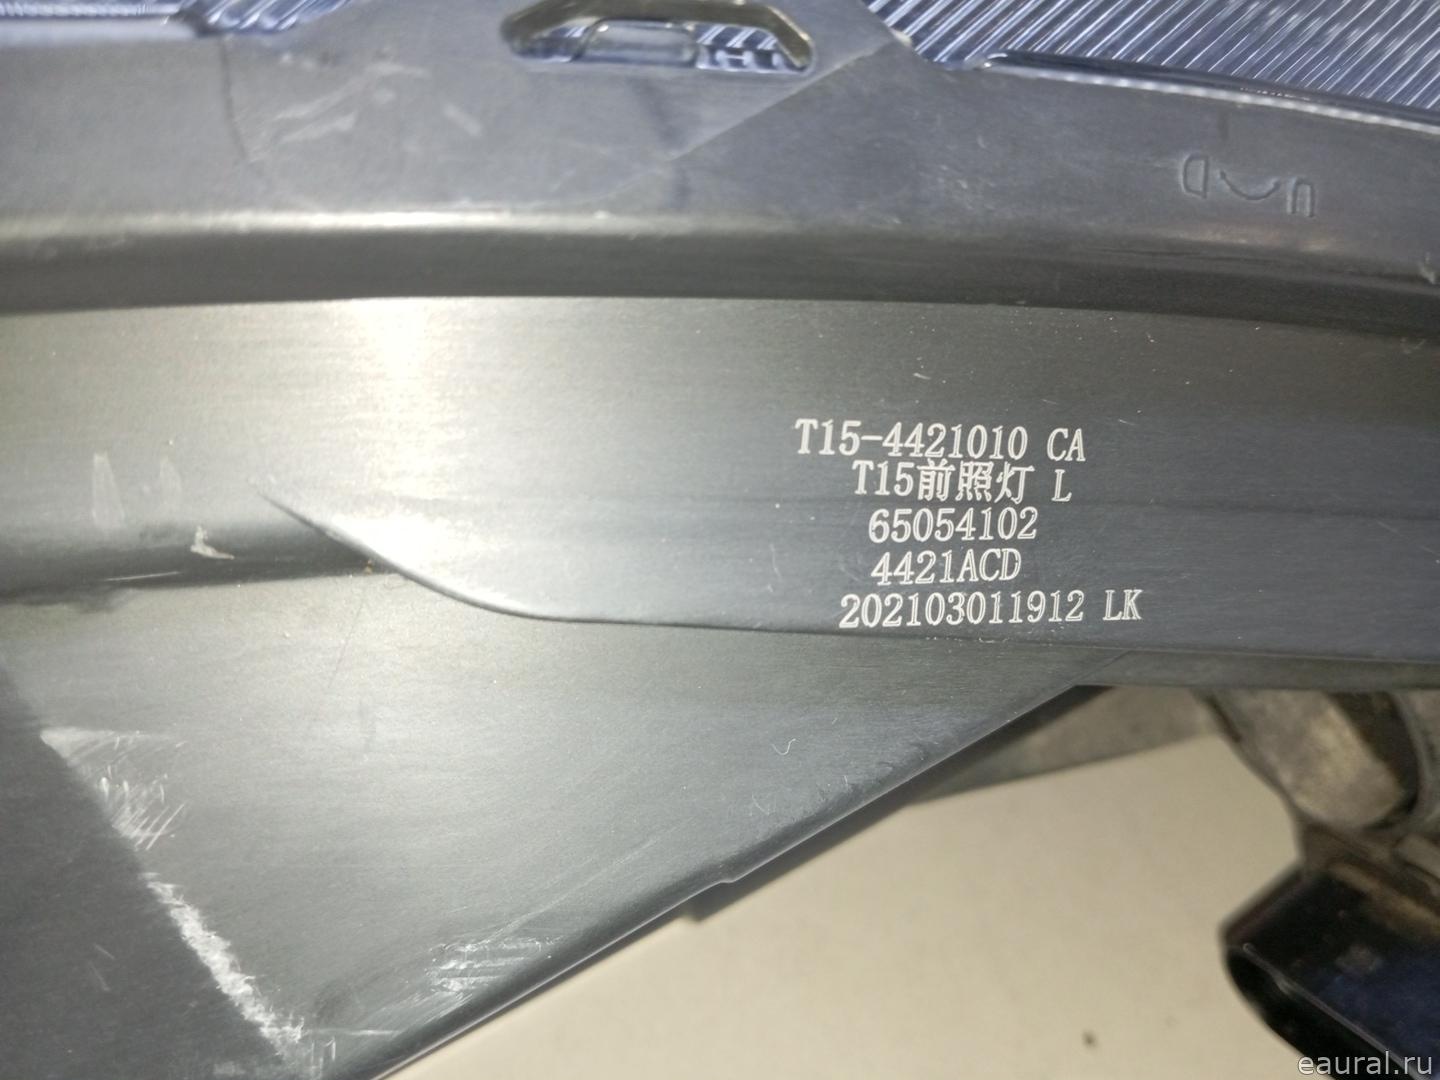 T15-4421010 CA
T15前照灯 L
65054102
4421ACD
202103011912 LK
eaural.ru